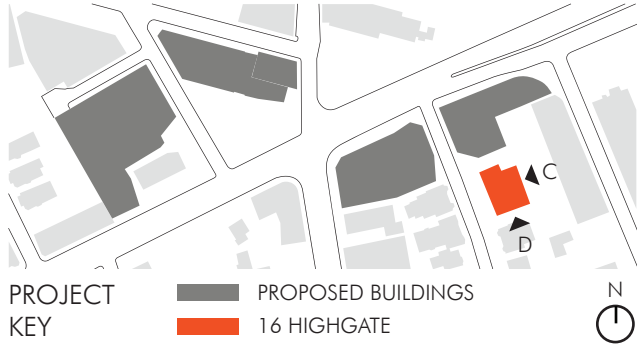 C
D
PROJECT
KEY
PROPOSED BUILDINGS
16 HIGHGATE
N